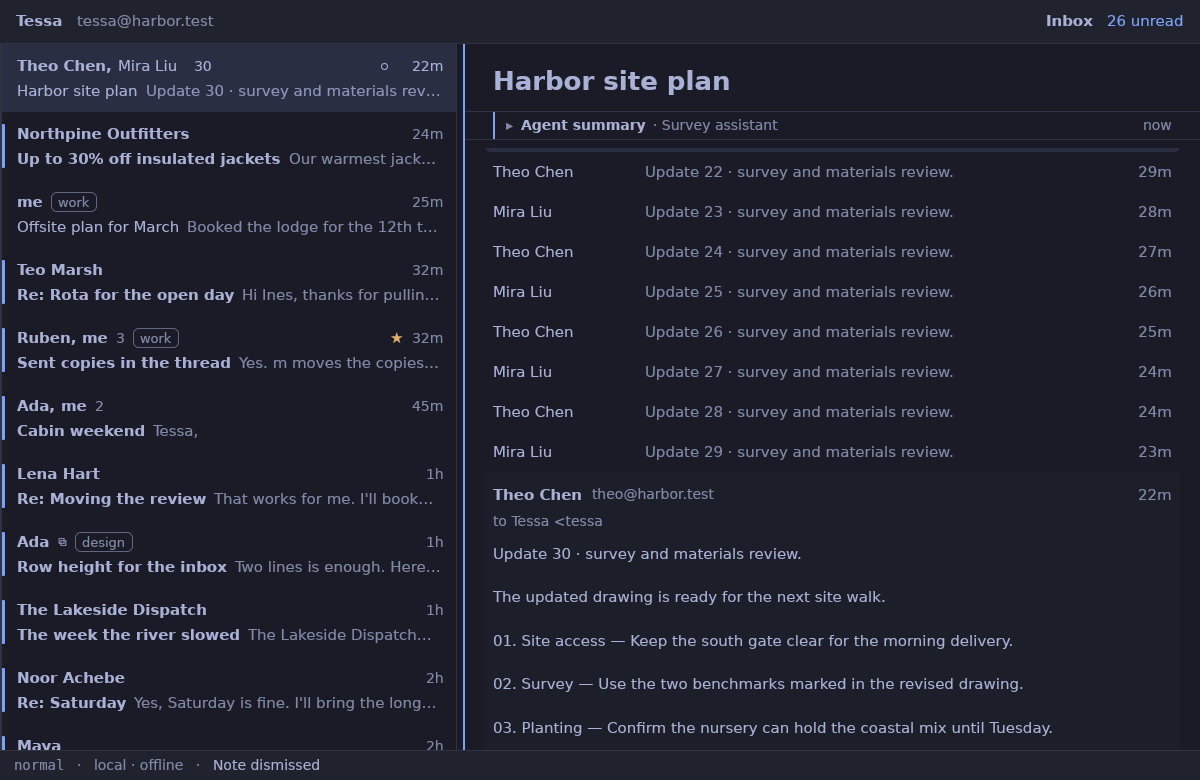 Tessa tessa@harbor.test
Inbox 26 unread
Theo Chen, Mira Liu 30 22m
Harbor site plan Update 30 · survey and materials rev…
Northpine Outfitters 24m
Up to 30% off insulated jackets Our warmest jack…
me work 25m
Offsite plan for March Booked the lodge for the 12th t…
Teo Marsh 32m
Re: Rota for the open day Hi Ines, thanks for pullin…
Ruben, me 3 work ★ 32m
Sent copies in the thread Yes. m moves the copies…
Ada, me 2 45m
Cabin weekend Tessa,
Lena Hart 1h
Re: Moving the review That works for me. I'll book…
Ada design 1h
Row height for the inbox Two lines is enough. Here…
The Lakeside Dispatch 1h
The week the river slowed The Lakeside Dispatch…
Noor Achebe 2h
Re: Saturday Yes, Saturday is fine. I'll bring the long…
Maya 2h
Harbor site plan
▸ Agent summary · Survey assistant now
Theo Chen Update 22 · survey and materials review. 29m
Mira Liu Update 23 · survey and materials review. 28m
Theo Chen Update 24 · survey and materials review. 27m
Mira Liu Update 25 · survey and materials review. 26m
Theo Chen Update 26 · survey and materials review. 25m
Mira Liu Update 27 · survey and materials review. 24m
Theo Chen Update 28 · survey and materials review. 24m
Mira Liu Update 29 · survey and materials review. 23m
Theo Chen theo@harbor.test 22m
to Tessa <tessa
Update 30 · survey and materials review.
The updated drawing is ready for the next site walk.
01. Site access — Keep the south gate clear for the morning delivery.
02. Survey — Use the two benchmarks marked in the revised drawing.
03. Planting — Confirm the nursery can hold the coastal mix until Tuesday.
normal · local · offline · Note dismissed